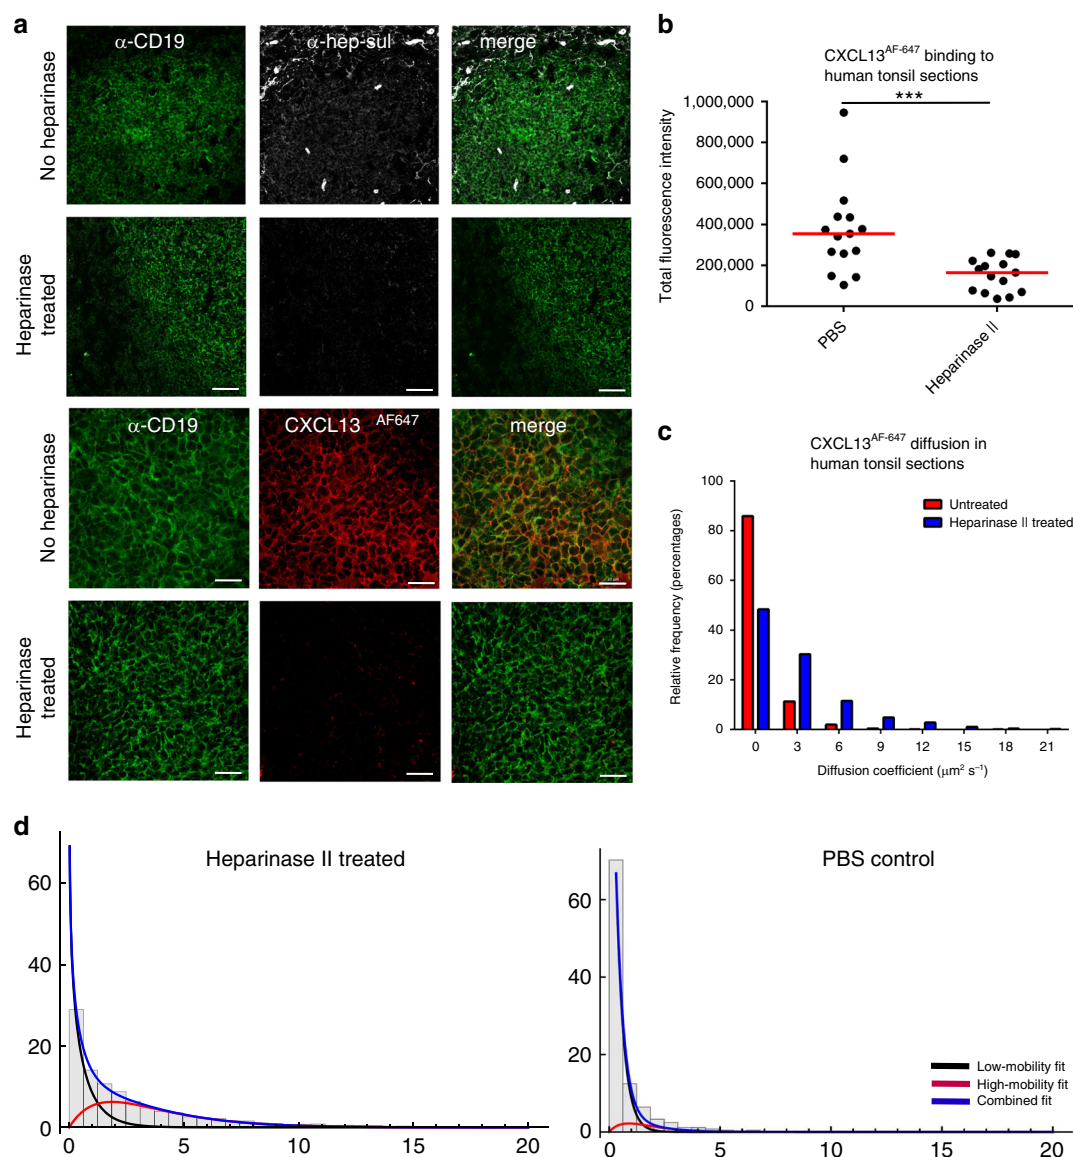 a
α-CD19
α-hep-sul
merge
No heparinase
Heparinase
treated
α-CD19
CXCL13 AF647
merge
No heparinase
Heparinase
treated
b
CXCL13AF-647 binding to
human tonsil sections
***
Total fluorescence intensity
1,000,000
800,000
600,000
400,000
200,000
0
PBS
Heparinase II
c
CXCL13AF-647 diffusion in
human tonsil sections
Untreated
Heparinase II treated
Relative frequency (percentages)
100
80
60
40
20
0
0 3 6 9 12 15 18 21
Diffusion coefficient (μm² s⁻¹)
d
Heparinase II treated
60
40
20
0
0 5 10 15 20
PBS control
60
40
20
0
0 5 10 15 20
Low-mobility fit
High-mobility fit
Combined fit